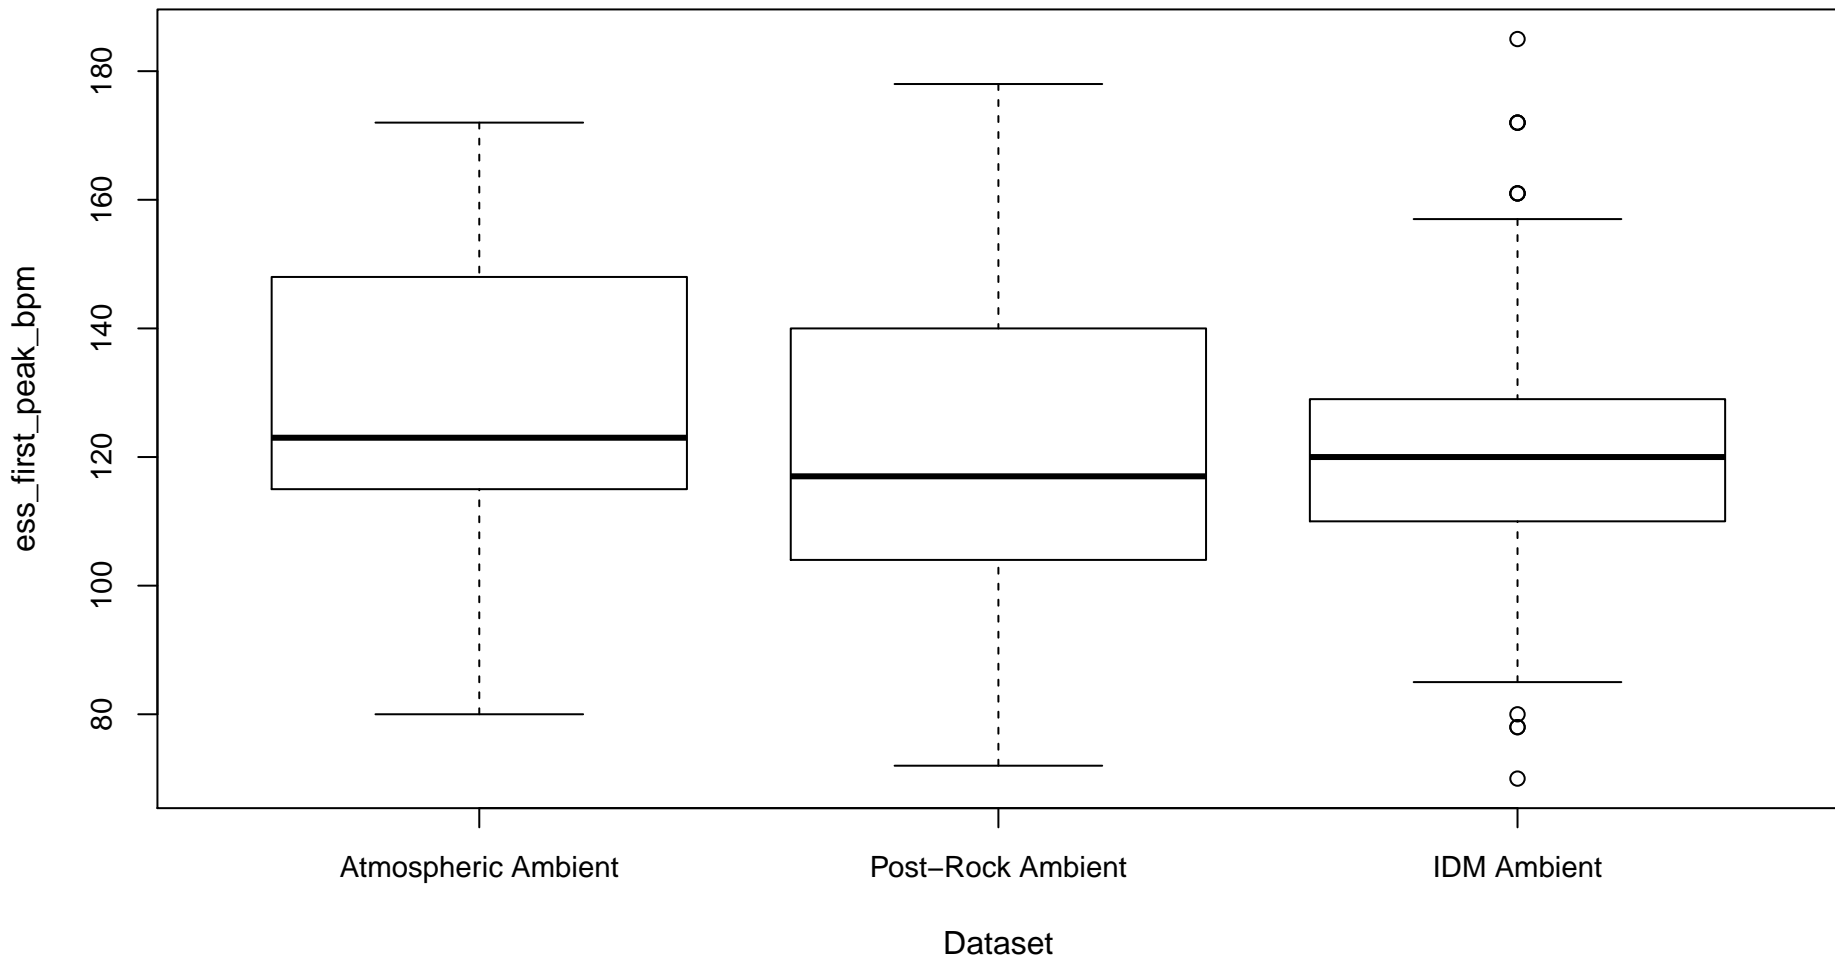 ess_first_peak_bpm
180
160
140
120
100
80
Atmospheric Ambient
Post−Rock Ambient
IDM Ambient
Dataset